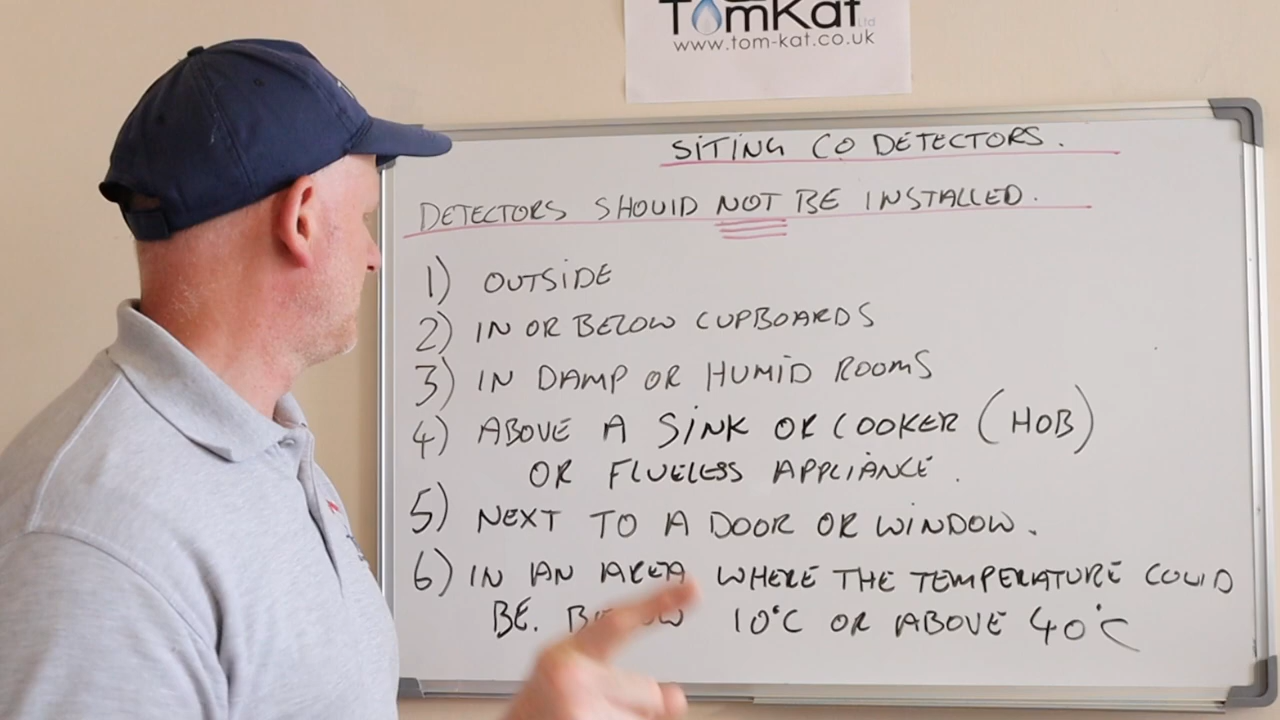 TomKat Ltd
www.tom-kat.co.uk
SITING CO DETECTORS.
DETECTORS SHOULD NOT BE INSTALLED.
1) OUTSIDE
2) IN OR BELOW CUPBOARDS
3) IN DAMP OR HUMID ROOMS
4) ABOVE A SINK OR COOKER (HOB)
OR FLUELESS APPLIANCE.
5) NEXT TO A DOOR OR WINDOW.
6) IN AN AREA WHERE THE TEMPERATURE COULD
BE. 10°C OR ABOVE 40°C